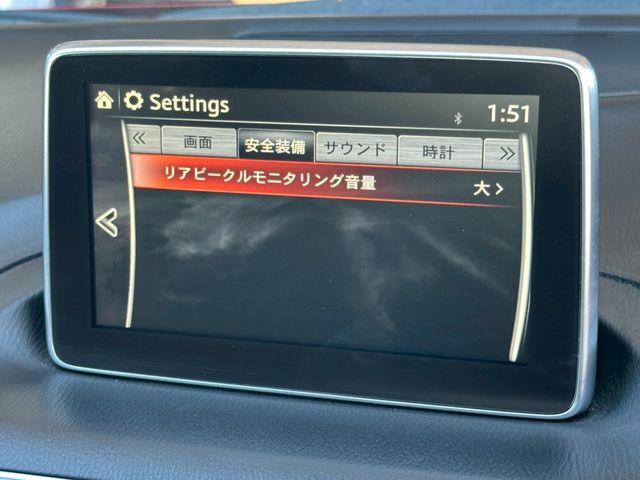 Settings 1:51
« 画面 安全装備 サウンド 時計 »
リアビークルモニタリング音量 大 >